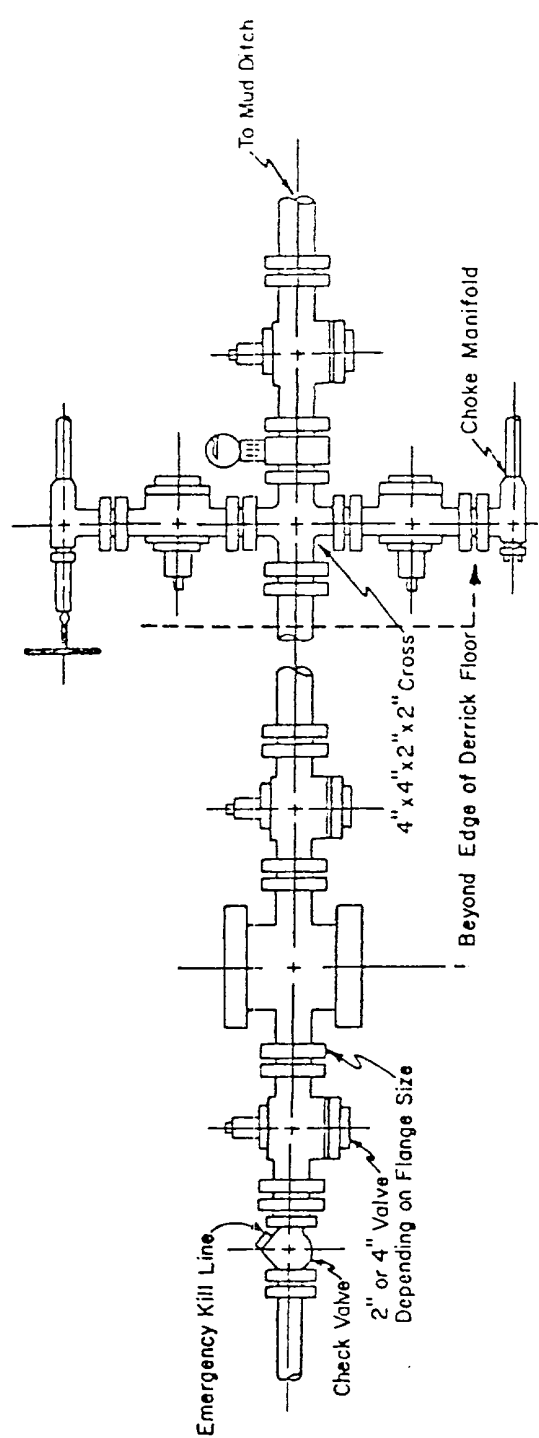 Emergency Kill Line
Check Valve
2" or 4" Valve
Depending on Flange Size
4" x 4" x 2" x 2" Cross
Beyond Edge of Derrick Floor
Choke Manifold
To Mud Ditch